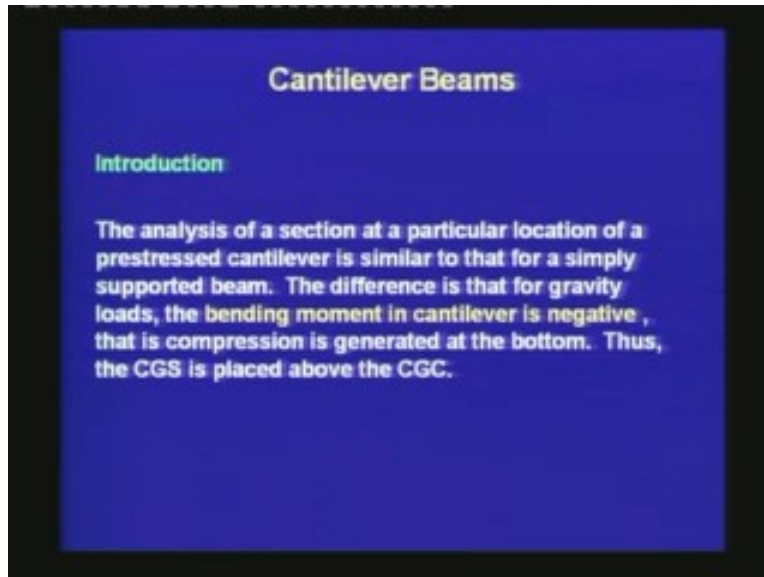 Cantilever Beams
Introduction
The analysis of a section at a particular location of a
prestressed cantilever is similar to that for a simply
supported beam. The difference is that for gravity
loads, the bending moment in cantilever is negative ,
that is compression is generated at the bottom. Thus,
the CGS is placed above the CGC.